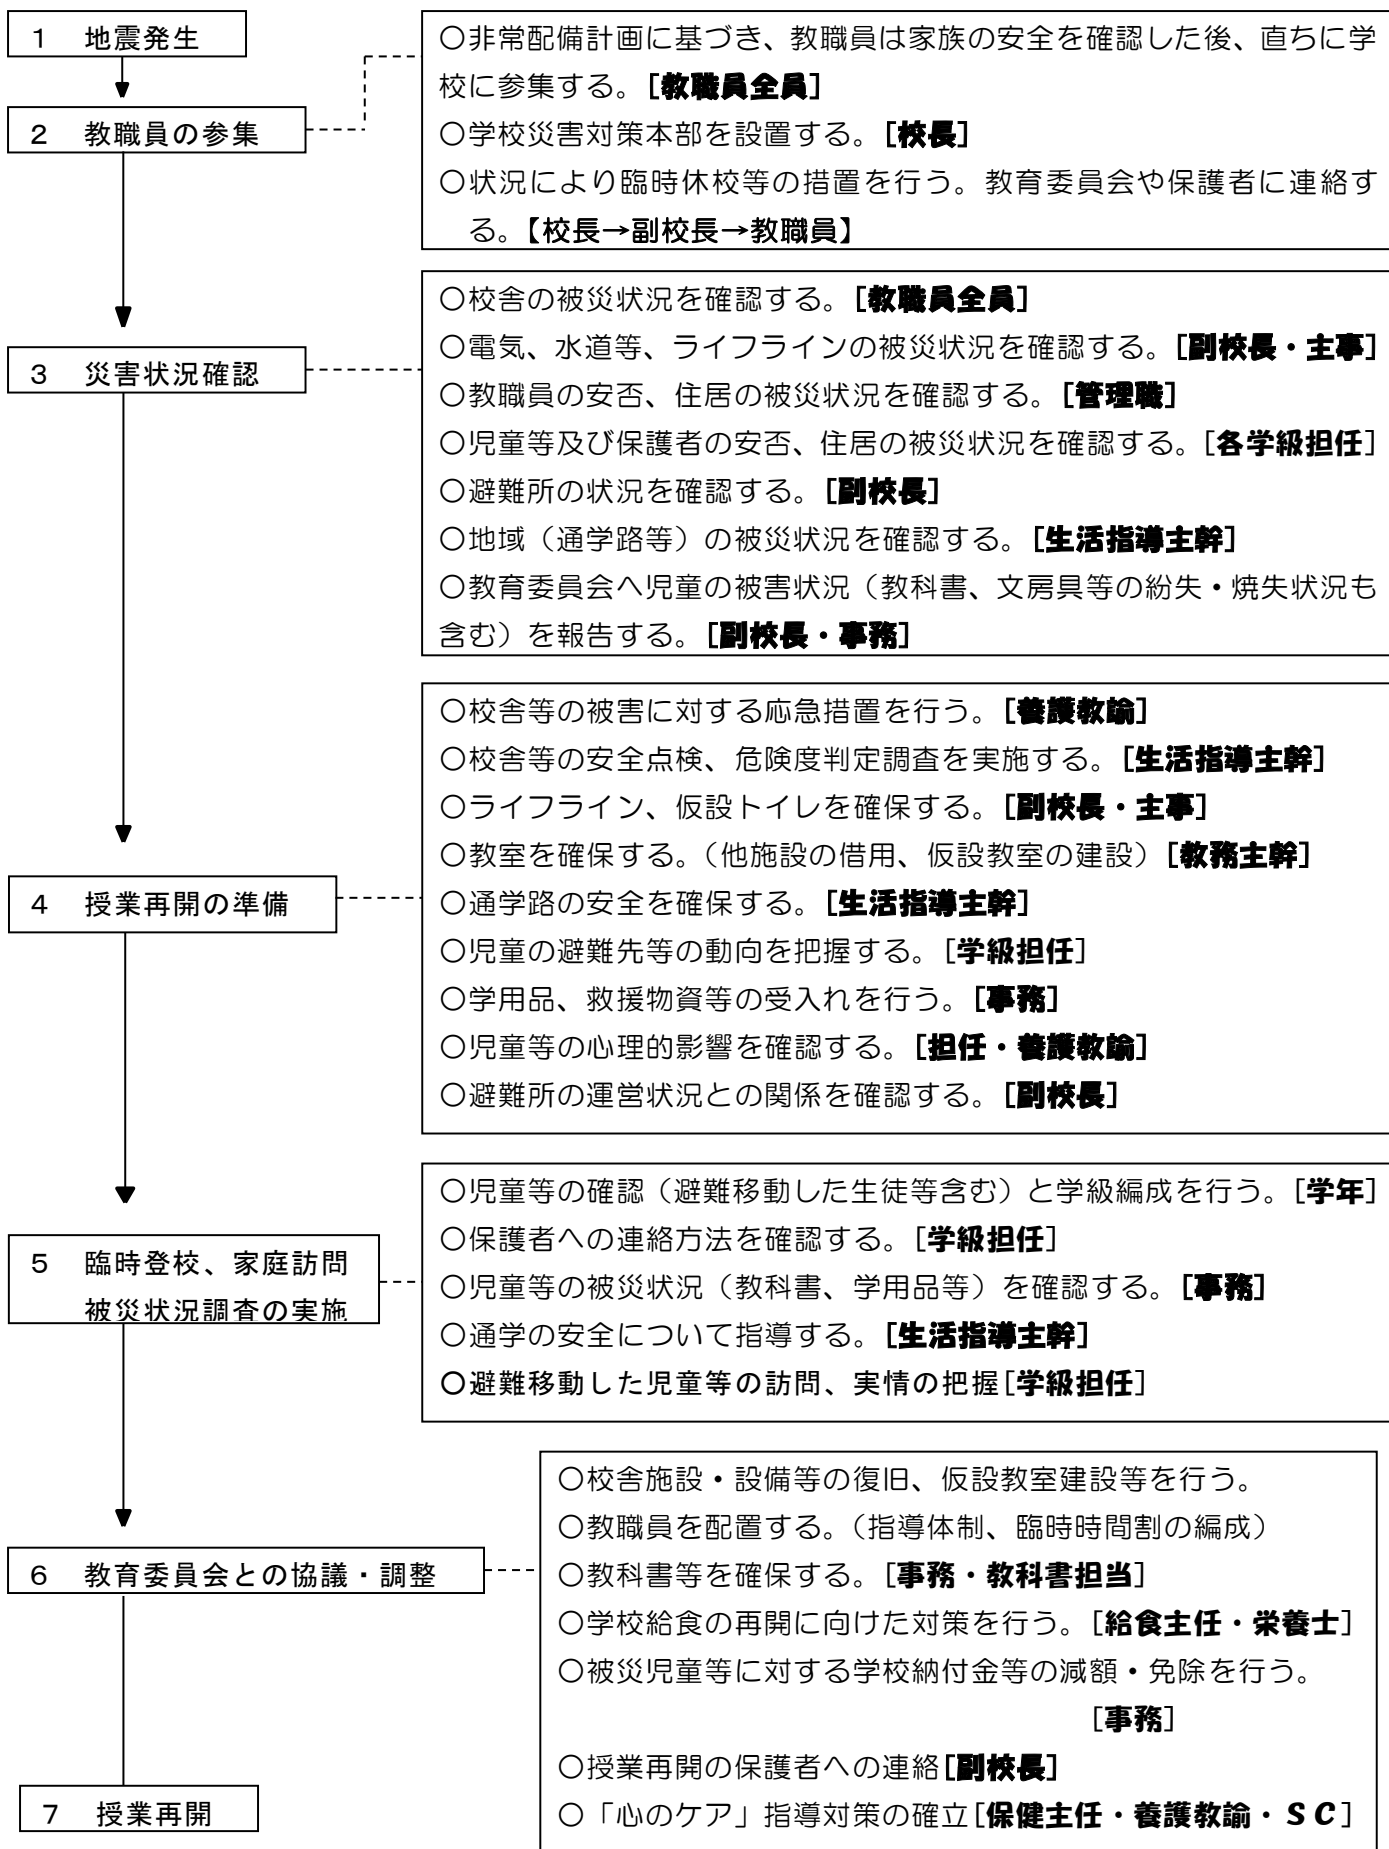 １　地震発生
〇非常配備計画に基づき、教職員は家族の安全を確認した後、直ちに学
校に参集する。［教職員全員］
〇学校災害対策本部を設置する。［校長］
〇状況により臨時休校等の措置を行う。教育委員会や保護者に連絡す
る。【校長→副校長→教職員】
２　教職員の参集
〇校舎の被災状況を確認する。［教職員全員］
〇電気、水道等、ライフラインの被災状況を確認する。［副校長・主事］
〇教職員の安否、住居の被災状況を確認する。［管理職］
〇児童等及び保護者の安否、住居の被災状況を確認する。［各学級担任］
〇避難所の状況を確認する。［副校長］
〇地域（通学路等）の被災状況を確認する。［生活指導主幹］
〇教育委員会へ児童の被害状況（教科書、文房具等の紛失・焼失状況も
含む）を報告する。［副校長・事務］
３　災害状況確認
〇校舎等の被害に対する応急措置を行う。［養護教諭］
〇校舎等の安全点検、危険度判定調査を実施する。［生活指導主幹］
〇ライフライン、仮設トイレを確保する。［副校長・主事］
〇教室を確保する。（他施設の借用、仮設教室の建設）［教務主幹］
〇通学路の安全を確保する。［生活指導主幹］
〇児童の避難先等の動向を把握する。［学級担任］
〇学用品、救援物資等の受入れを行う。［事務］
〇児童等の心理的影響を確認する。［担任・養護教諭］
〇避難所の運営状況との関係を確認する。［副校長］
４　授業再開の準備
〇児童等の確認（避難移動した生徒等含む）と学級編成を行う。［学年］
〇保護者への連絡方法を確認する。［学級担任］
〇児童等の被災状況（教科書、学用品等）を確認する。［事務］
〇通学の安全について指導する。［生活指導主幹］
〇避難移動した児童等の訪問、実情の把握［学級担任］
５　臨時登校、家庭訪問
被災状況調査の実施
〇校舎施設・設備等の復旧、仮設教室建設等を行う。
〇教職員を配置する。（指導体制、臨時時間割の編成）
〇教科書等を確保する。［事務・教科書担当］
〇学校給食の再開に向けた対策を行う。［給食主任・栄養士］
〇被災児童等に対する学校納付金等の減額・免除を行う。
［事務］
〇授業再開の保護者への連絡［副校長］
〇「心のケア」指導対策の確立［保健主任・養護教諭・ＳＣ］
６　教育委員会との協議・調整
７　授業再開